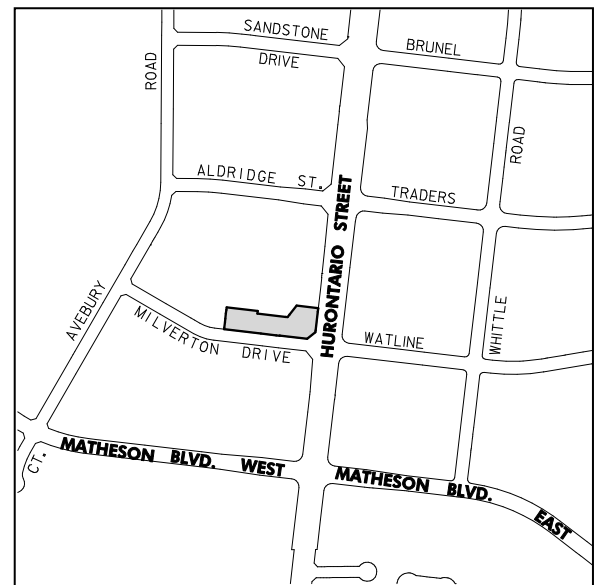 SANDSTONE
DRIVE
BRUNEL
ROAD
ROAD
ALDRIDGE ST.
TRADERS
HURONTARIO STREET
AVEBURY
MILVERTON DRIVE
WATLINE
WHITTLE
MATHESON BLVD. WEST
MATHESON BLVD. EAST
CT.